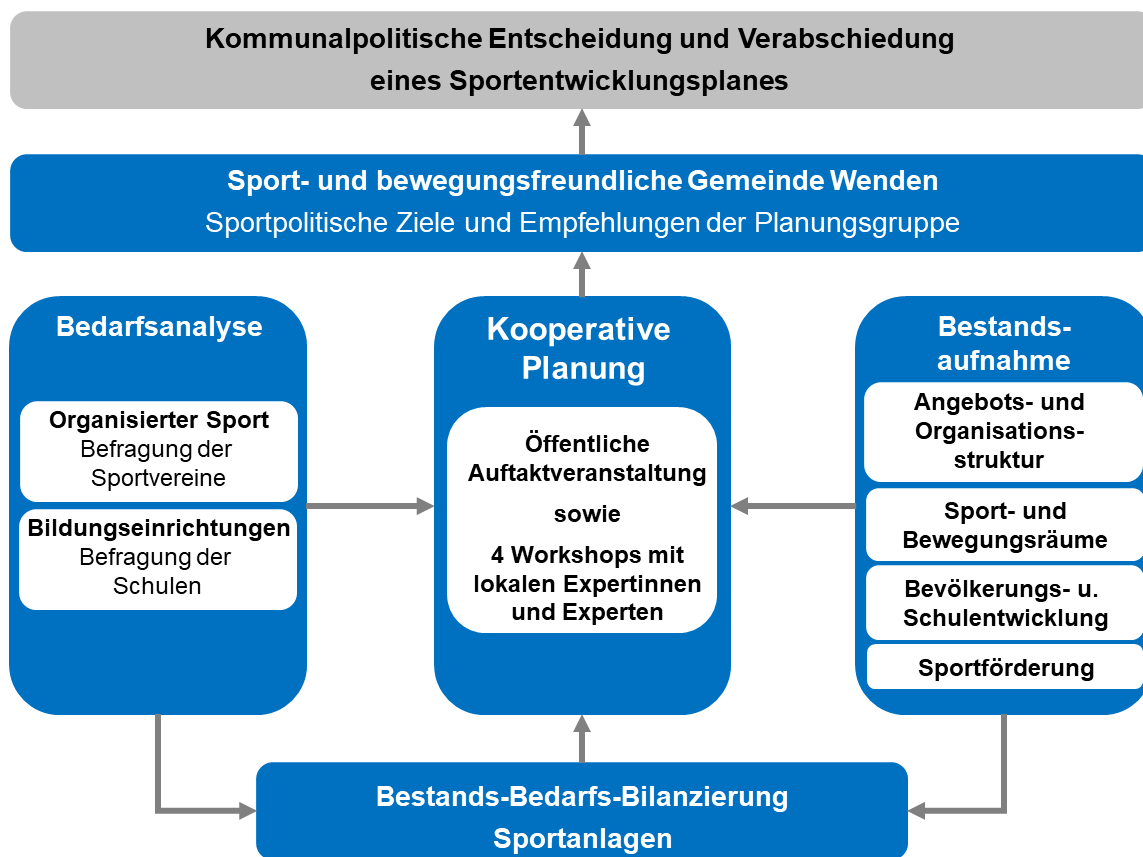 Kommunalpolitische Entscheidung und Verabschiedung
eines Sportentwicklungsplanes
Sport- und bewegungsfreundliche Gemeinde Wenden
Sportpolitische Ziele und Empfehlungen der Planungsgruppe
Bedarfsanalyse
Organisierter Sport
Befragung der
Sportvereine
Bildungseinrichtungen
Befragung der
Schulen
Kooperative
Planung
Öffentliche
Auftaktveranstaltung
sowie
4 Workshops mit
lokalen Expertinnen
und Experten
Bestands-
aufnahme
Angebots- und
Organisations-
struktur
Sport- und
Bewegungsräume
Bevölkerungs- u.
Schulentwicklung
Sportförderung
Bestands-Bedarfs-Bilanzierung
Sportanlagen